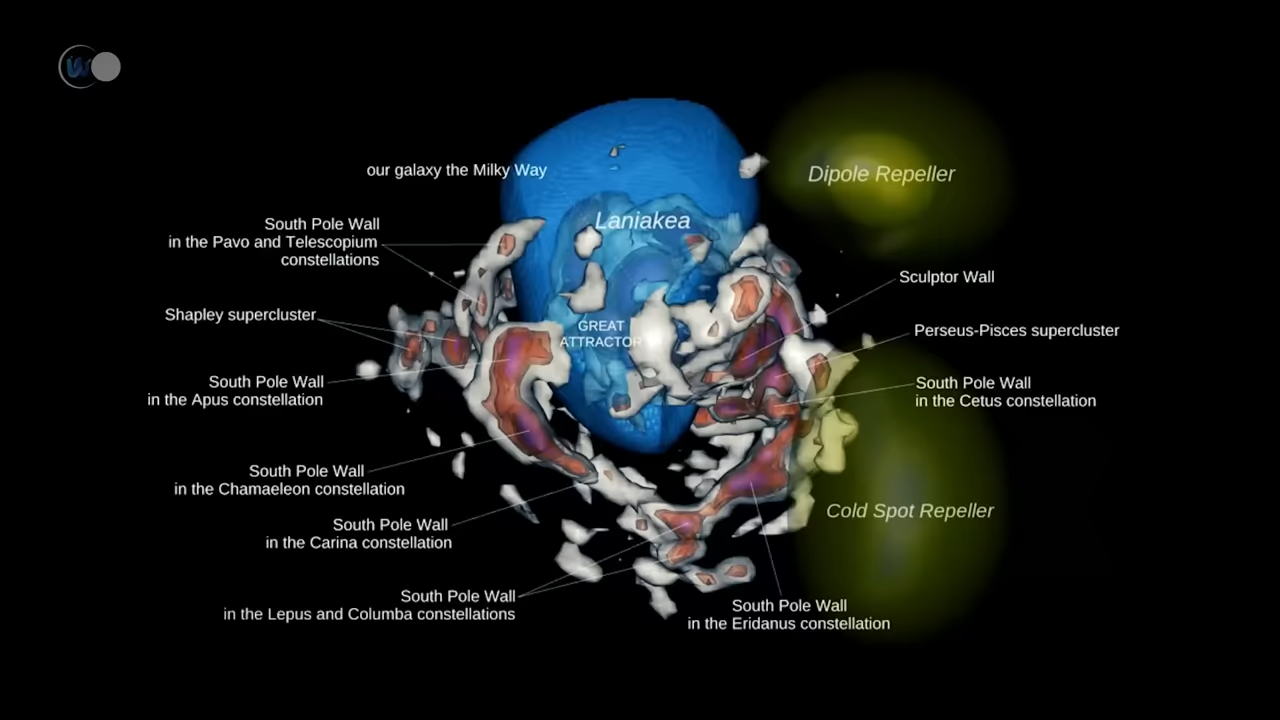 our galaxy the Milky Way
Dipole Repeller
Laniakea
South Pole Wall
in the Pavo and Telescopium
constellations
Sculptor Wall
Shapley supercluster
GREAT
ATTRACTOR
Perseus-Pisces supercluster
South Pole Wall
in the Apus constellation
South Pole Wall
in the Cetus constellation
South Pole Wall
in the Chamaeleon constellation
Cold Spot Repeller
South Pole Wall
in the Carina constellation
South Pole Wall
in the Lepus and Columba constellations
South Pole Wall
in the Eridanus constellation